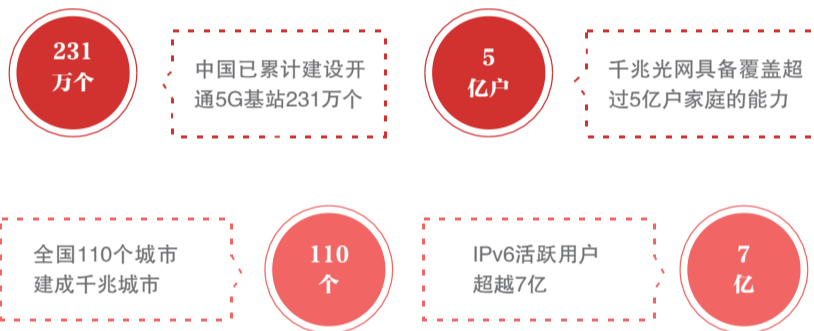 231
万个
中国已累计建设开
通5G基站231万个
5
亿户
千兆光网具备覆盖超
过5亿户家庭的能力
全国110个城市
建成千兆城市
110
个
IPv6活跃用户
超越7亿
7
亿